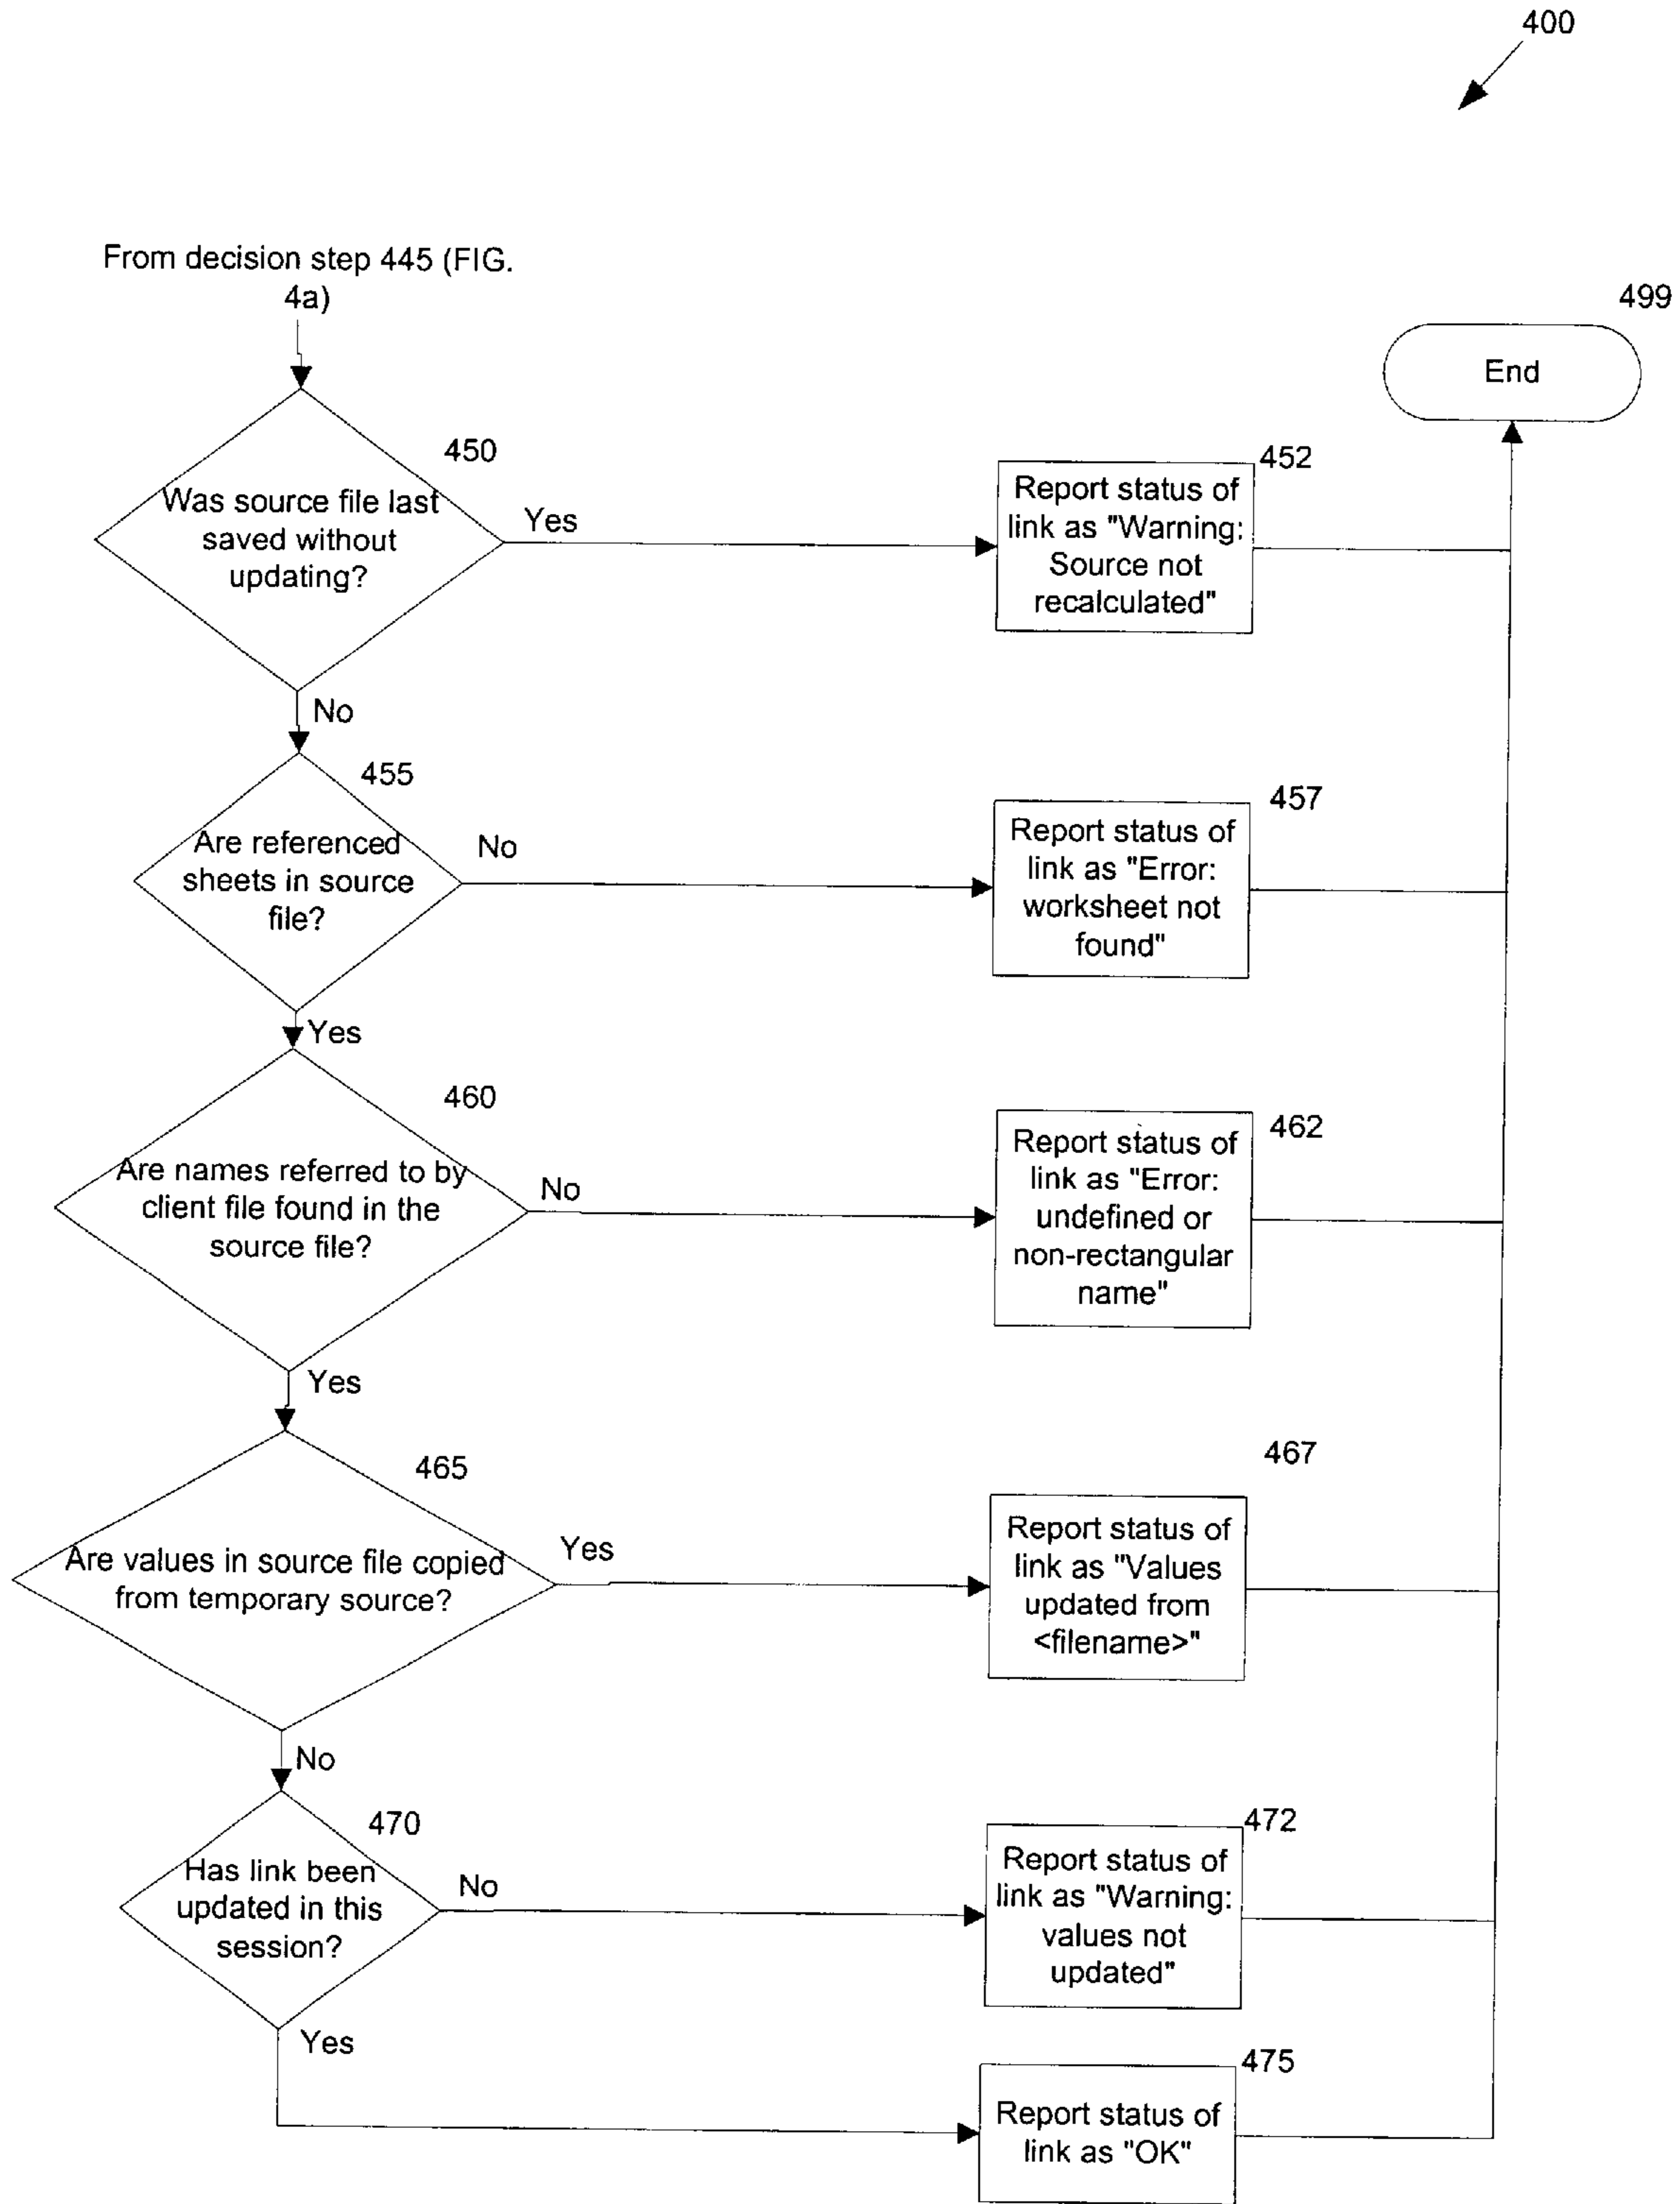 400
From decision step 445 (FIG.
4a)
499
End
450
Was source file last
saved without
updating?
Yes
452
Report status of
link as "Warning:
Source not
recalculated"
No
455
Are referenced
sheets in source
file?
No
457
Report status of
link as "Error:
worksheet not
found"
Yes
460
Are names referred to by
client file found in the
source file?
No
462
Report status of
link as "Error:
undefined or
non-rectangular
name"
Yes
465
Are values in source file copied
from temporary source?
Yes
467
Report status of
link as "Values
updated from
<filename>"
No
470
Has link been
updated in this
session?
No
472
Report status of
link as "Warning:
values not
updated"
Yes
475
Report status of
link as "OK"